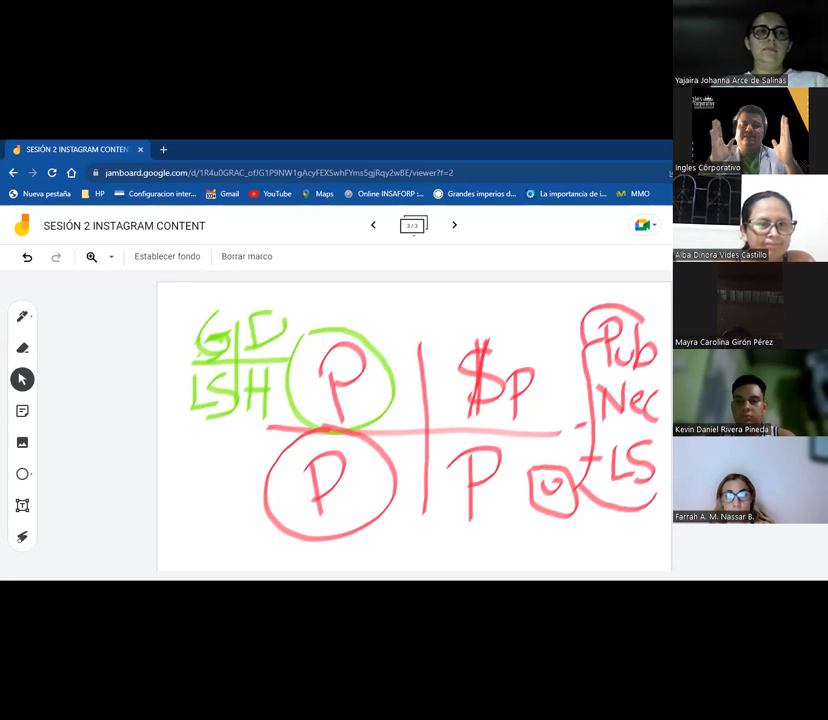 SESIÓN 2 INSTAGRAM CONTEN
jamboard.google.com/d/1R4u0GRAC_ofJG1P9NW1gAcyFEXSwhFYms5gjRqy2wBE/viewer?f=2
Nueva pestaña HP Configuracion inter... Gmail YouTube Maps Online INSAFORP :... Grandes imperios d... La importancia de i... MMO
SESIÓN 2 INSTAGRAM CONTENT
3 / 3
Establecer fondo Borrar marco
G D
LS H
P
$ P
P
P
U
Pub
Nec
LS
Yajaira Johanna Arce de Salinas
Ingles Corporativo
Alba Dinora Vides Castillo
Mayra Carolina Girón Pérez
Kevin Daniel Rivera Pineda
Farrah A. M. Nassar B.